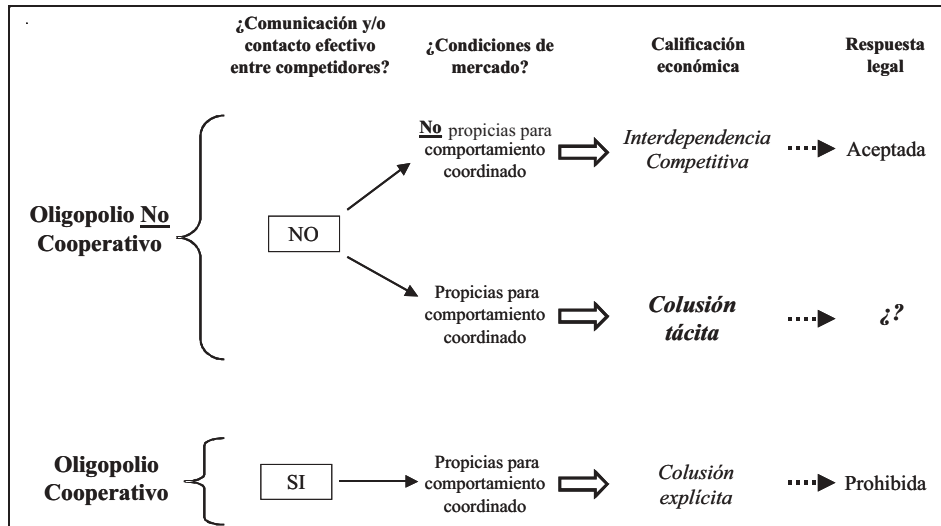 ¿Comunicación y/o
contacto efectivo
entre competidores?
¿Condiciones de
mercado?
Calificación
económica
Respuesta
legal
Oligopolio No
Cooperativo
NO
No propicias para
comportamiento
coordinado
Interdependencia
Competitiva
Aceptada
Propicias para
comportamiento
coordinado
Colusión
tácita
¿?
Oligopolio
Cooperativo
SI
Propicias para
comportamiento
coordinado
Colusión
explícita
Prohibida